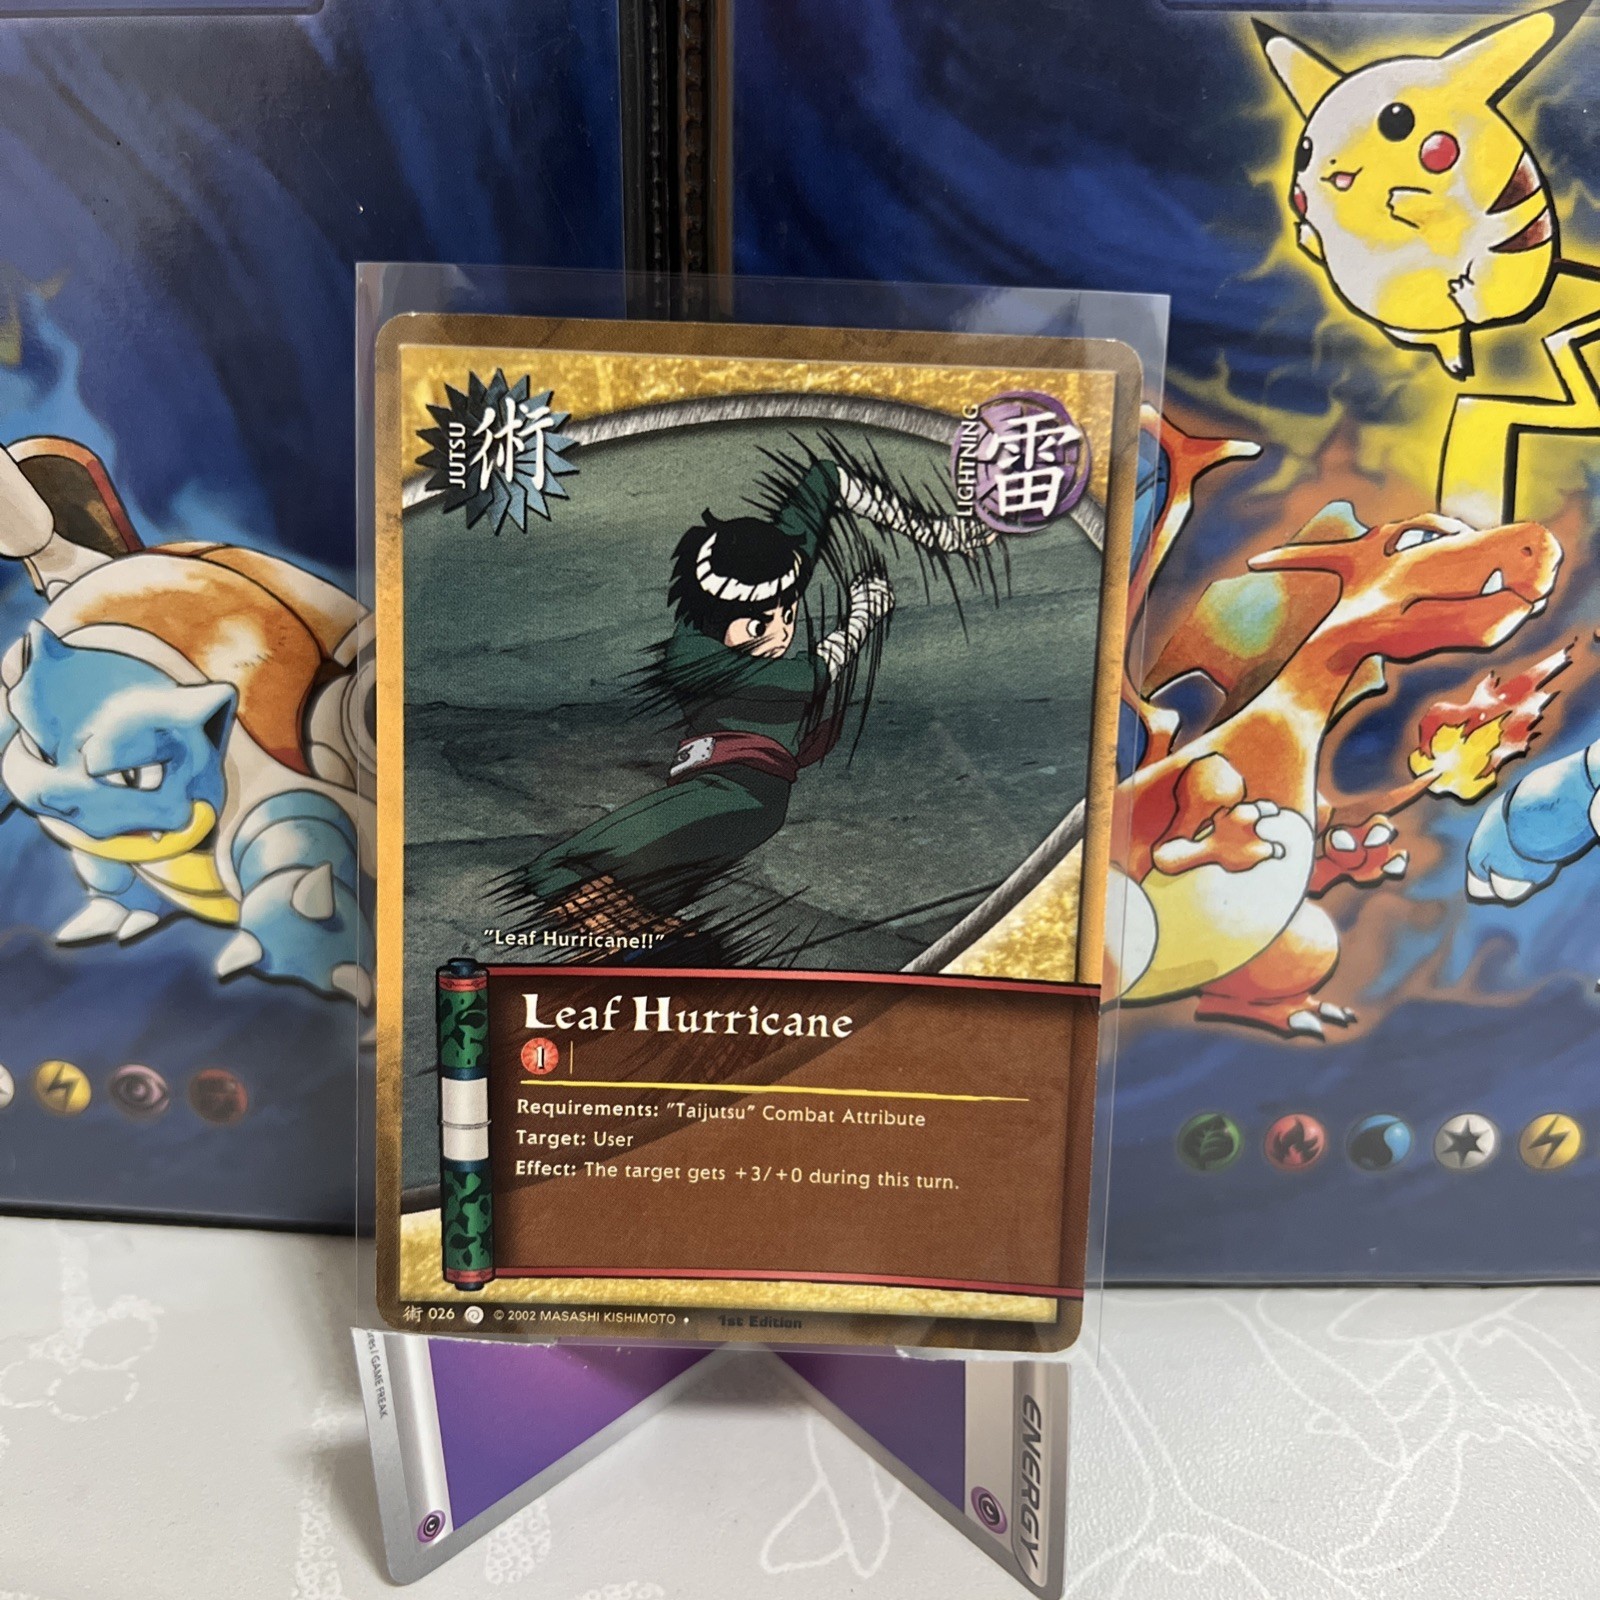 JUTSU 術
LIGHTNING 雷
"Leaf Hurricane!!"
Leaf Hurricane
1
Requirements: "Taijutsu" Combat Attribute
Target: User
Effect: The target gets +3/+0 during this turn.
術 026 © 2002 MASASHI KISHIMOTO • 1st Edition
GAME FREAK
ENERGY